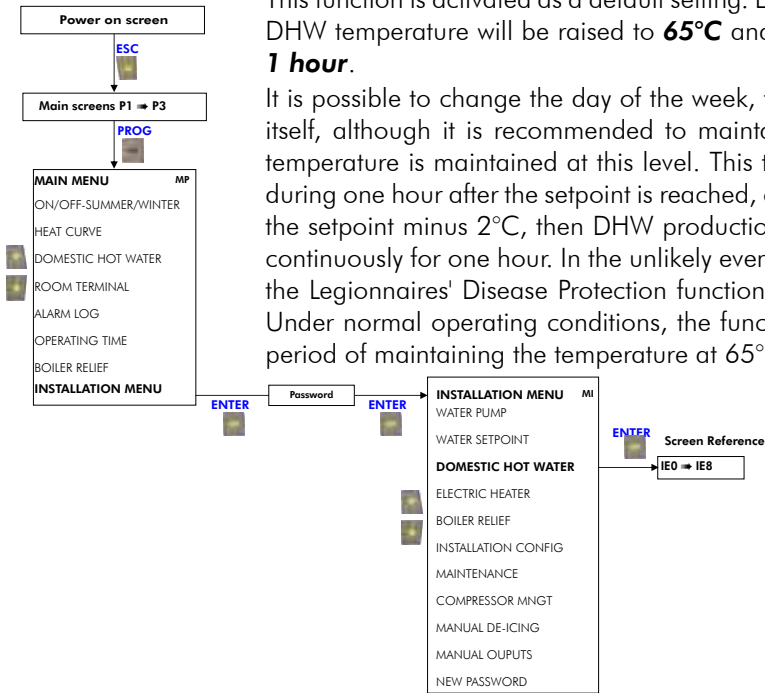 This function is activated as a default setting.
DHW temperature will be raised to 65°C
1 hour.
It is possible to change the day of the week,
itself, although it is recommended to
temperature is maintained at this level. This
during one hour after the setpoint is reached,
the setpoint minus 2°C, then DHW
continuously for one hour. In the unlikely
the Legionnaires' Disease Protection function
Under normal operating conditions, the
period of maintaining the temperature at
Power on screen
ESC
Main screens P1 ➠ P3
PROG
MAIN MENU MP
ON/OFF-SUMMER/WINTER
HEAT CURVE
DOMESTIC HOT WATER
ROOM TERMINAL
ALARM LOG
OPERATING TIME
BOILER RELIEF
INSTALLATION MENU
ENTER
Password
ENTER
INSTALLATION MENU MI
WATER PUMP
WATER SETPOINT
DOMESTIC HOT WATER
ELECTRIC HEATER
BOILER RELIEF
INSTALLATION CONFIG
MAINTENANCE
COMPRESSOR MNGT
MANUAL DE-ICING
MANUAL OUPUTS
NEW PASSWORD
ENTER
Screen Reference
IE0 ➠ IE8